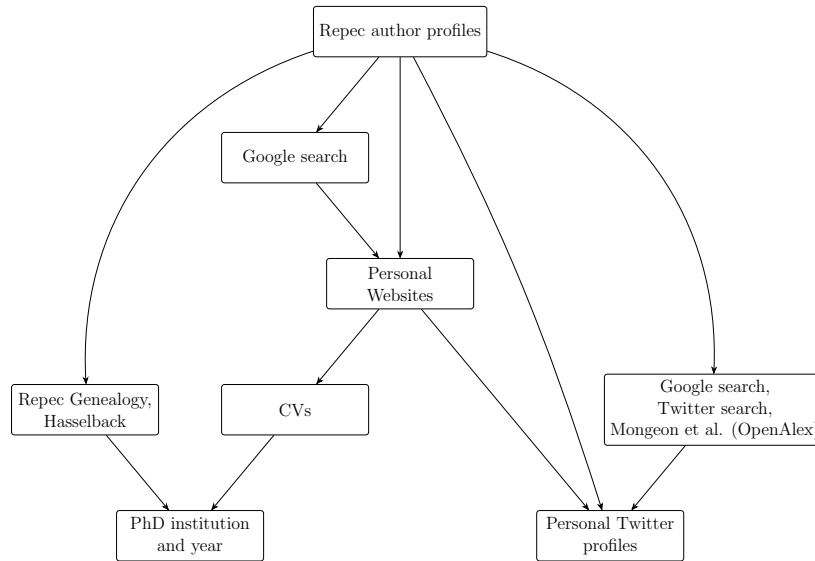 Repec author profiles
Google search
Personal
Websites
Repec Genealogy,
Hasselback
CVs
Google search,
Twitter search,
Mongeon et al. (OpenAlex)
PhD institution
and year
Personal Twitter
profiles